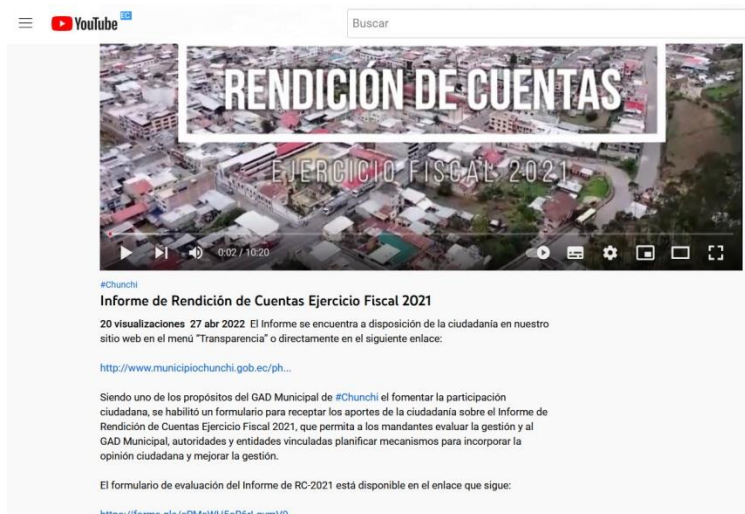 YouTube EC
Buscar
RENDICIÓN DE CUENTAS
EJERCICIO FISCAL 2021
0:02 / 10:20
#Chunchi
Informe de Rendición de Cuentas Ejercicio Fiscal 2021
20 visualizaciones 27 abr 2022 El Informe se encuentra a disposición de la ciudadanía en nuestro
sitio web en el menú "Transparencia" o directamente en el siguiente enlace:
http://www.municipiochunchi.gob.ec/ph...
Siendo uno de los propósitos del GAD Municipal de #Chunchi el fomentar la participación
ciudadana, se habilitó un formulario para receptar los aportes de la ciudadanía sobre el Informe de
Rendición de Cuentas Ejercicio Fiscal 2021, que permita a los mandantes evaluar la gestión y al
GAD Municipal, autoridades y entidades vinculadas planificar mecanismos para incorporar la
opinión ciudadana y mejorar la gestión.
El formulario de evaluación del Informe de RC-2021 está disponible en el enlace que sigue: